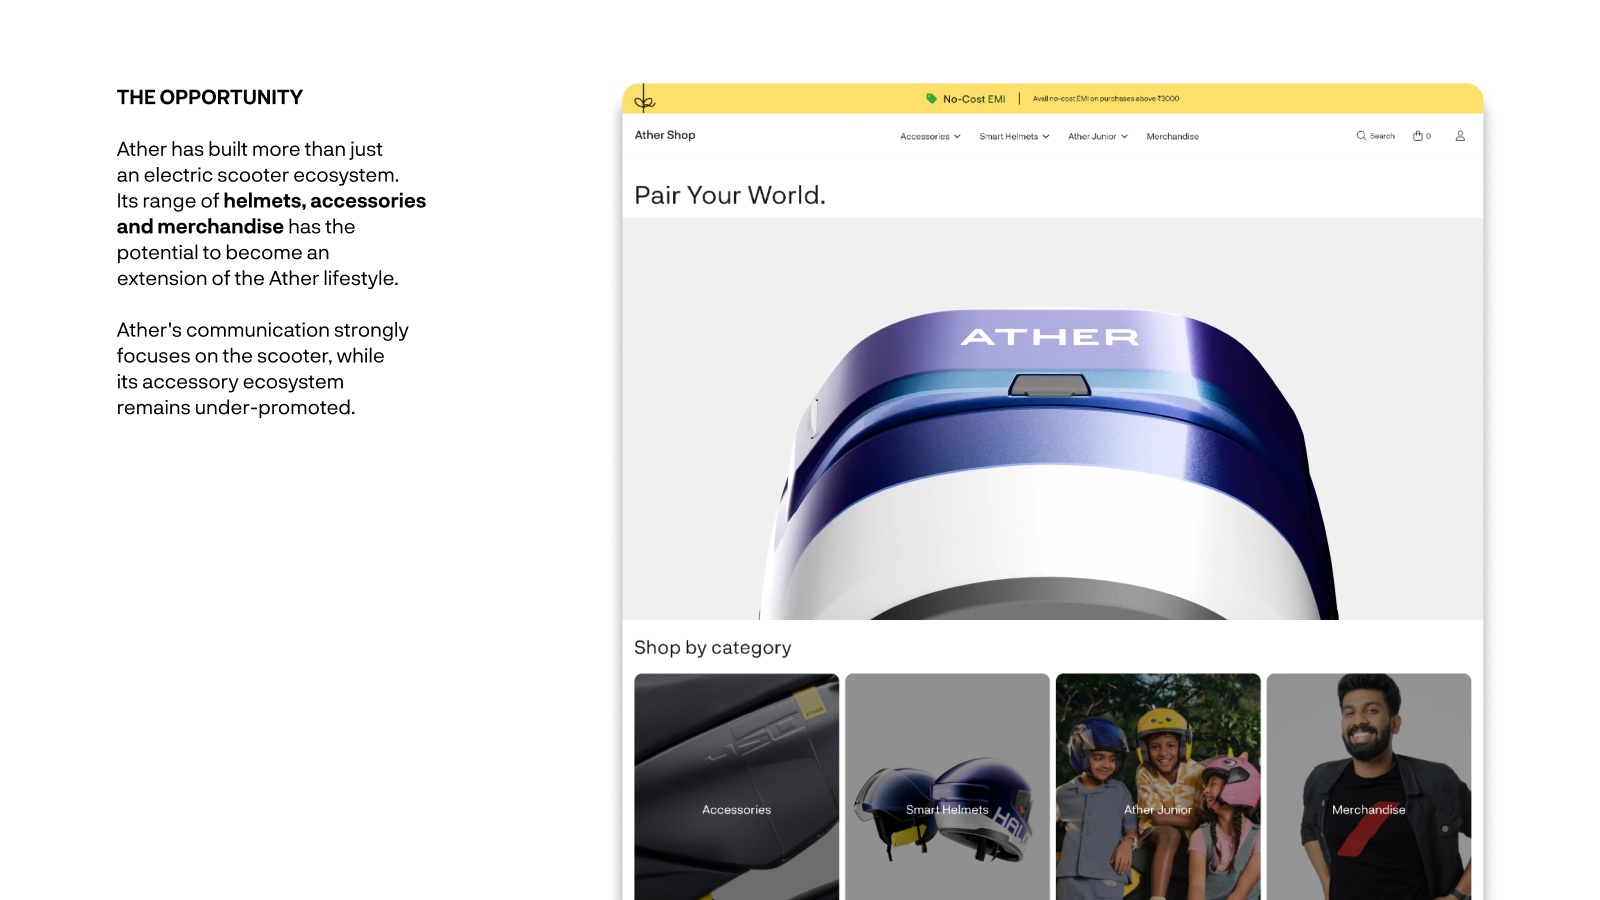 THE OPPORTUNITY
Ather has built more than just
an electric scooter ecosystem.
Its range of helmets, accessories
and merchandise has the
potential to become an
extension of the Ather lifestyle.
Ather's communication strongly
focuses on the scooter, while
its accessory ecosystem
remains under-promoted.
No-Cost EMI | Avail no-cost EMI on purchases above ₹3000
Ather Shop Accessories Smart Helmets Ather Junior Merchandise Search 0
Pair Your World.
ATHER
Shop by category
ATHER
Accessories
Smart Helmets
Ather Junior
Merchandise